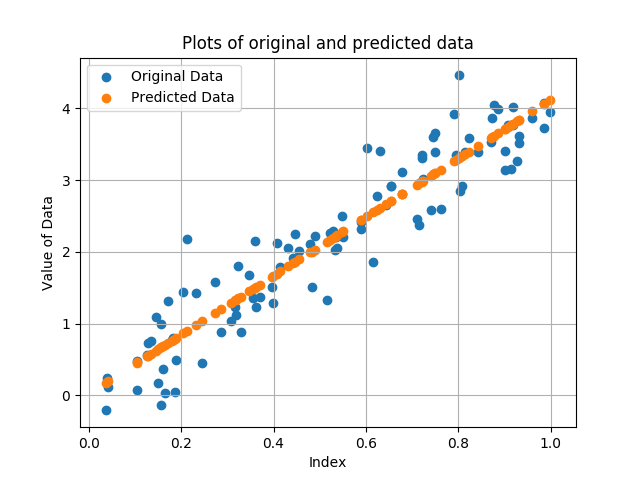 Plots of original and predicted data
Original Data
Predicted Data
Value of Data
4
3
2
1
0
0.0 0.2 0.4 0.6 0.8 1.0
Index